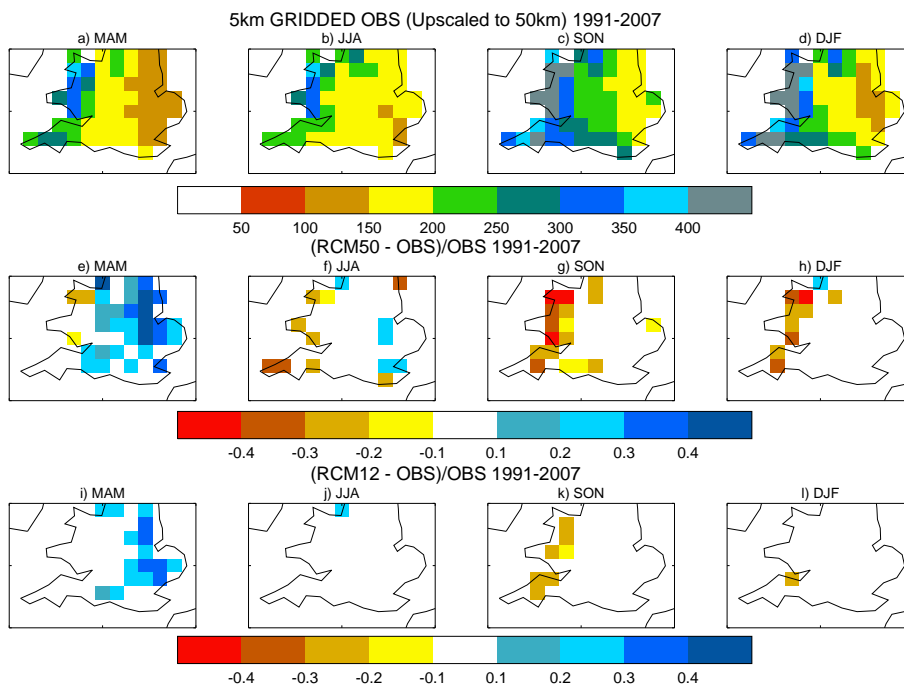 5km GRIDDED OBS (Upscaled to 50km) 1991-2007
a) MAM b) JJA c) SON d) DJF
50 100 150 200 250 300 350 400
(RCM50 - OBS)/OBS 1991-2007
e) MAM f) JJA g) SON h) DJF
-0.4 -0.3 -0.2 -0.1 0.1 0.2 0.3 0.4
(RCM12 - OBS)/OBS 1991-2007
i) MAM j) JJA k) SON l) DJF
-0.4 -0.3 -0.2 -0.1 0.1 0.2 0.3 0.4